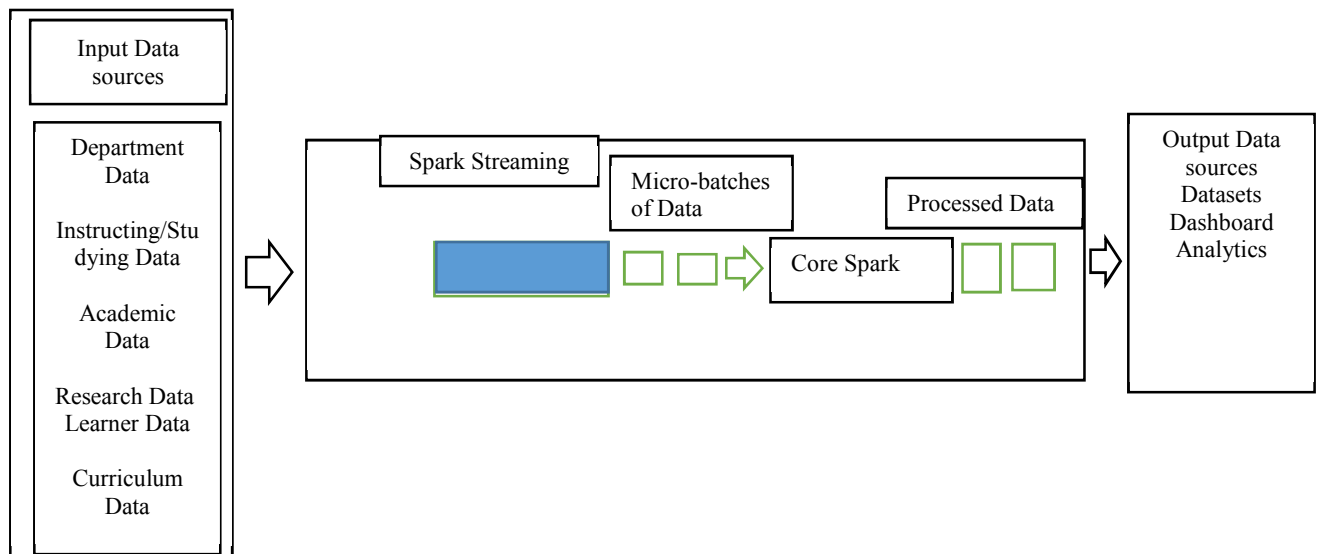 Input Data
sources
Department
Data
Instructing/Stu
dying Data
Academic
Data
Research Data
Learner Data
Curriculum
Data
Spark Streaming
Micro-batches
of Data
Core Spark
Processed Data
Output Data
sources
Datasets
Dashboard
Analytics